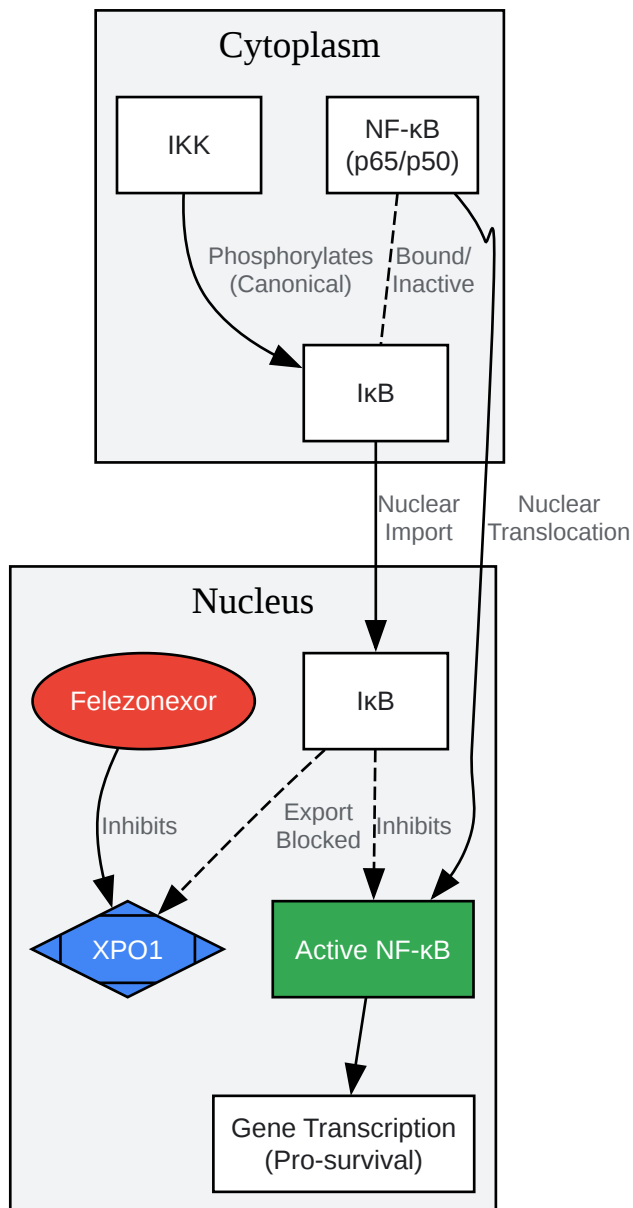 Cytoplasm
IKK
NF-κB
(p65/p50)
Phosphorylates
(Canonical)
Bound/
Inactive
IκB
Nuclear
Import
Nuclear
Translocation
Nucleus
Felezonexor
IκB
Inhibits
Export
Blocked
Inhibits
XPO1
Active NF-κB
Gene Transcription
(Pro-survival)